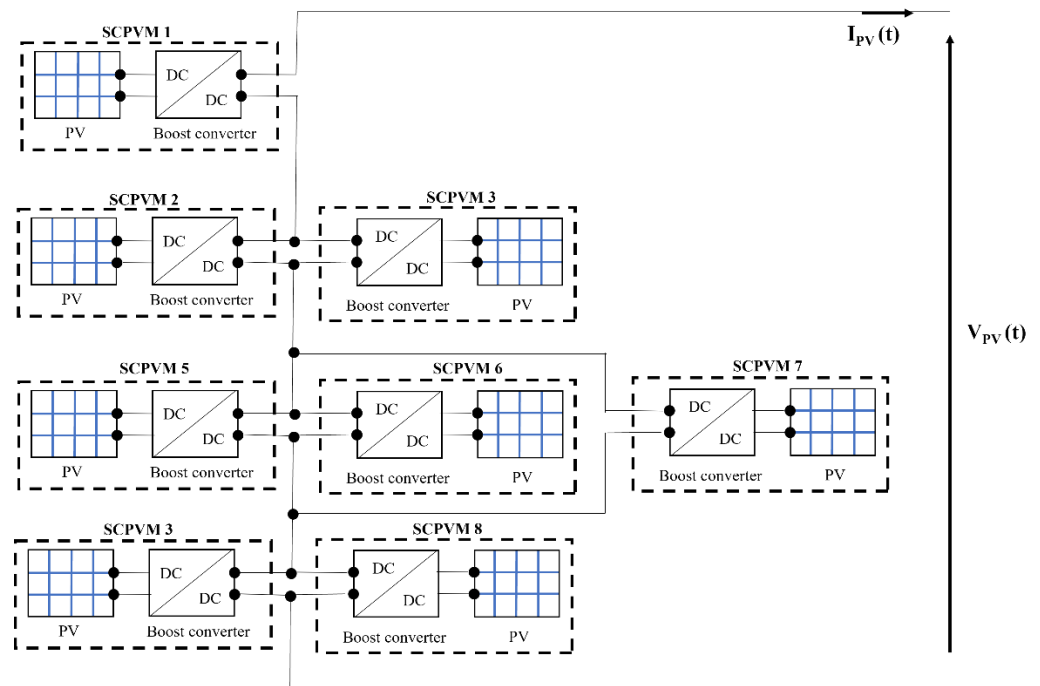 I_PV (t)
SCPVM 1
DC
DC
PV
Boost converter
SCPVM 2
DC
DC
PV
Boost converter
SCPVM 3
DC
DC
Boost converter
PV
V_PV (t)
SCPVM 5
DC
DC
PV
Boost converter
SCPVM 6
DC
DC
Boost converter
PV
SCPVM 7
DC
DC
Boost converter
PV
SCPVM 3
DC
DC
PV
Boost converter
SCPVM 8
DC
DC
Boost converter
PV